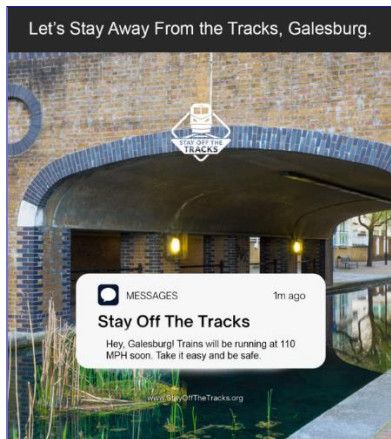 Let's Stay Away From the Tracks, Galesburg.
STAY OFF THE
TRACKS
MESSAGES 1m ago
Stay Off The Tracks
Hey, Galesburg! Trains will be running at 110
MPH soon. Take it easy and be safe.
www.StayOffTheTracks.org